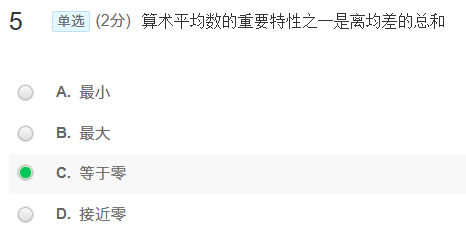 5 单选 (2分) 算术平均数的重要特性之一是离均差的总和
A. 最小
B. 最大
C. 等于零
D. 接近零